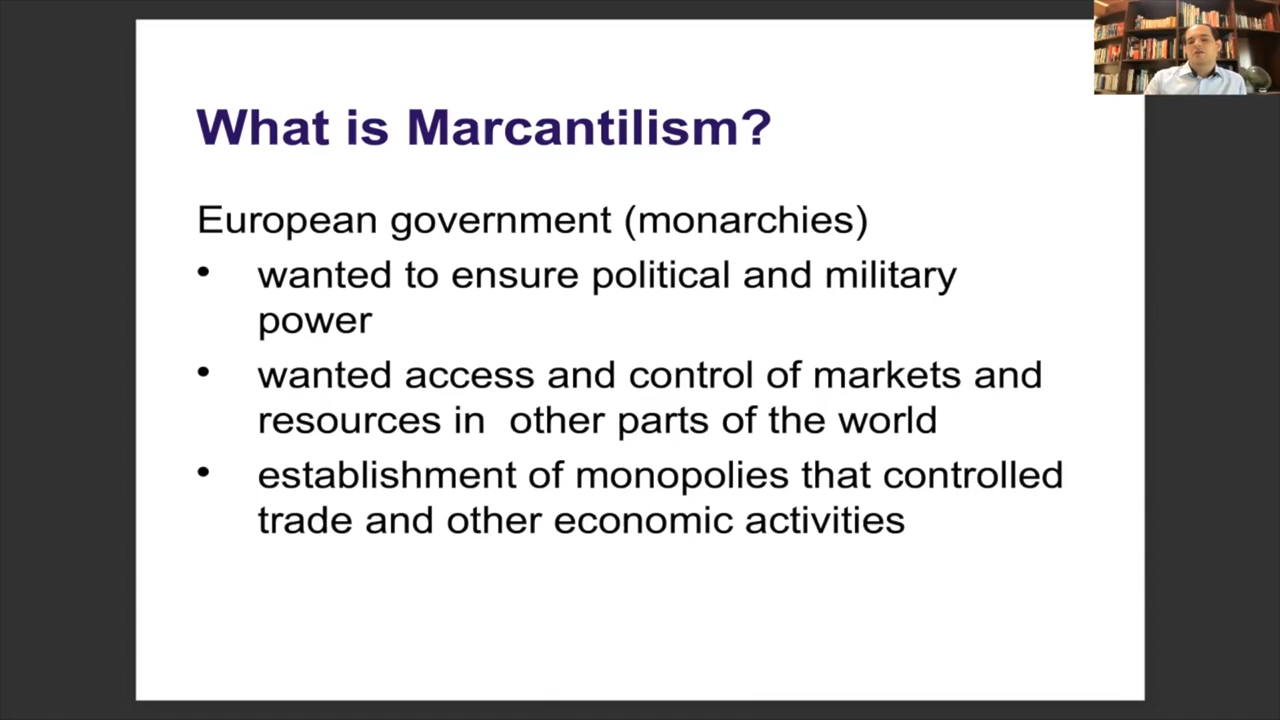 What is Marcantilism?
European government (monarchies)
• wanted to ensure political and military
power
• wanted access and control of markets and
resources in  other parts of the world
• establishment of monopolies that controlled
trade and other economic activities